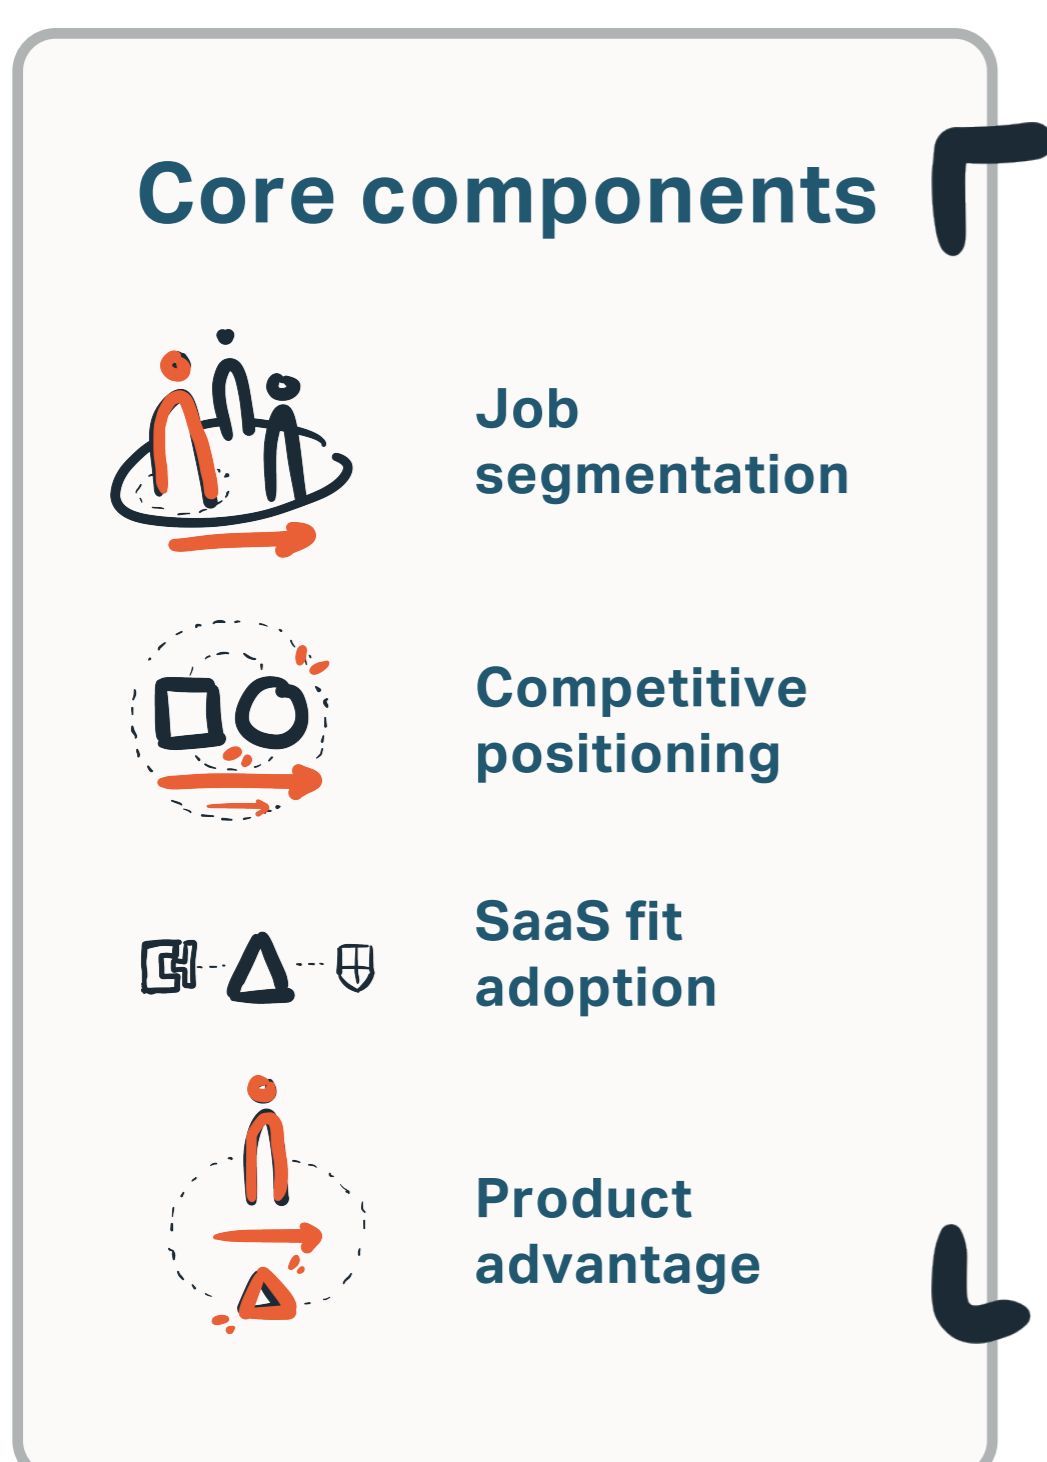 Core components
Job
segmentation
Competitive
positioning
SaaS fit
adoption
Product
advantage